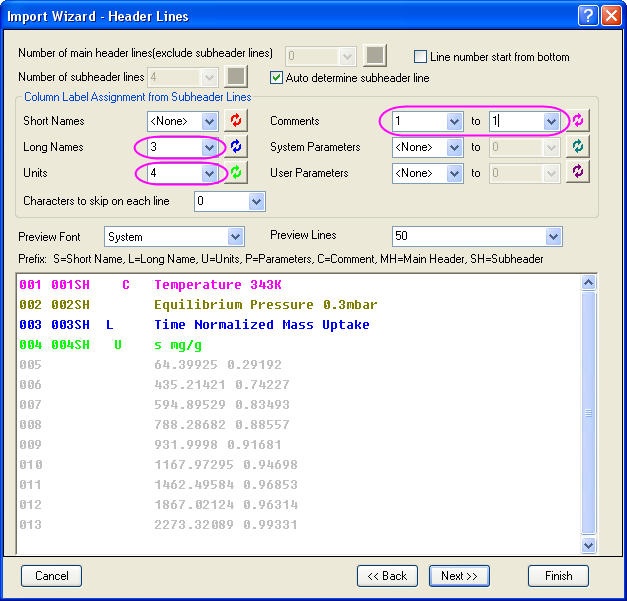 Import Wizard - Header Lines
Number of main header lines(exclude subheader lines) 0 Line number start from bottom
Number of subheader lines 4 Auto determine subheader line
Column Label Assignment from Subheader Lines
Short Names <None> Comments 1 to 1
Long Names 3 System Parameters <None> to 0
Units 4 User Parameters <None> to 0
Characters to skip on each line 0
Preview Font System Preview Lines 50
Prefix: S=Short Name, L=Long Name, U=Units, P=Parameters, C=Comment, MH=Main Header, SH=Subheader
001 001SH C Temperature 343K
002 002SH Equilibrium Pressure 0.3mbar
003 003SH L Time Normalized Mass Uptake
004 004SH U s mg/g
005 64.39925 0.29192
006 435.21421 0.74227
007 594.89529 0.83493
008 788.28682 0.88557
009 931.9998 0.91681
010 1167.97295 0.94698
011 1462.49584 0.96853
012 1867.02124 0.96314
013 2273.32089 0.99331
Cancel << Back Next >> Finish